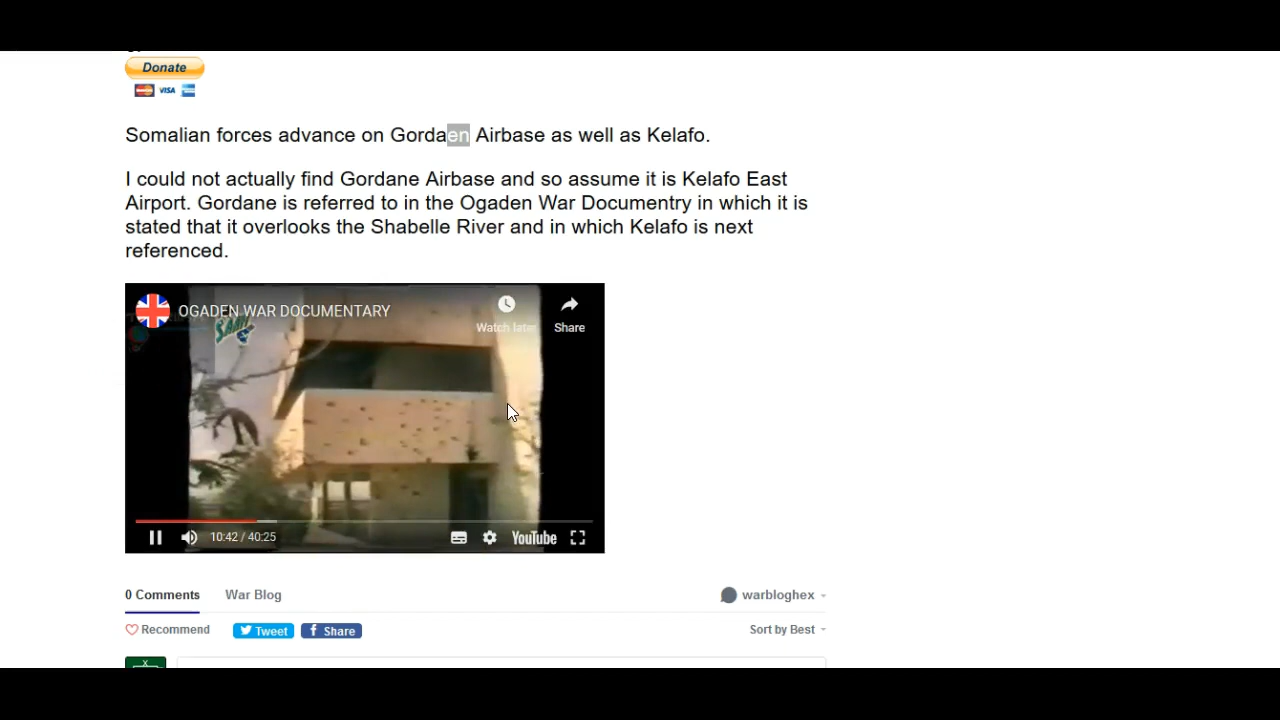 Donate
VISA
Somalian forces advance on Gordaen Airbase as well as Kelafo.
I could not actually find Gordane Airbase and so assume it is Kelafo East
Airport. Gordane is referred to in the Ogaden War Documentry in which it is
stated that it overlooks the Shabelle River and in which Kelafo is next
referenced.
OGADEN WAR DOCUMENTARY
Watch later
Share
10:42 / 40:25
YouTube
0 Comments
War Blog
warbloghex
Recommend
Tweet
Share
Sort by Best